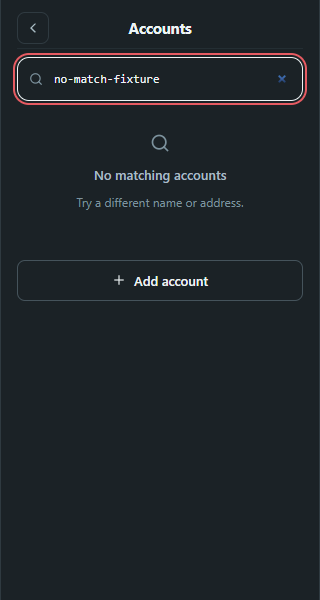 Accounts
no-match-fixture
No matching accounts
Try a different name or address.
Add account